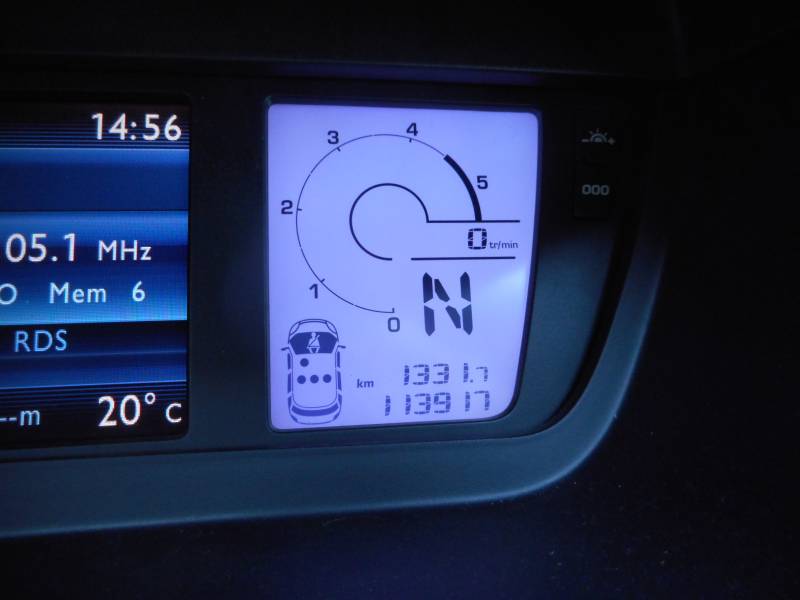 14:56
05.1 MHz
O Mem 6
RDS
--m 20° C
0 1 2 3 4 5
0 tr/min
N
km 1331.7
113917
- +
000